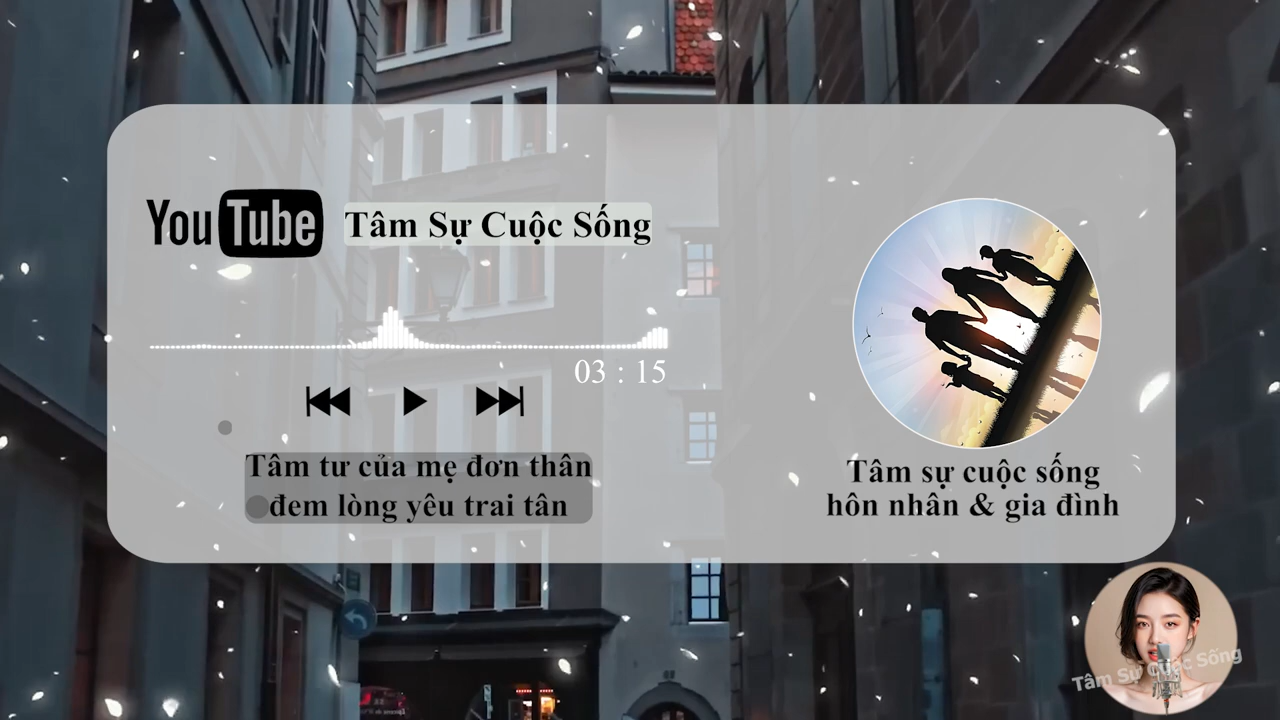 YouTube
Tâm Sự Cuộc Sống
03 : 15
Tâm tư của mẹ đơn thân
đem lòng yêu trai tân
Tâm sự cuộc sống
hôn nhân & gia đình
Tâm Sự Cuộc Sống